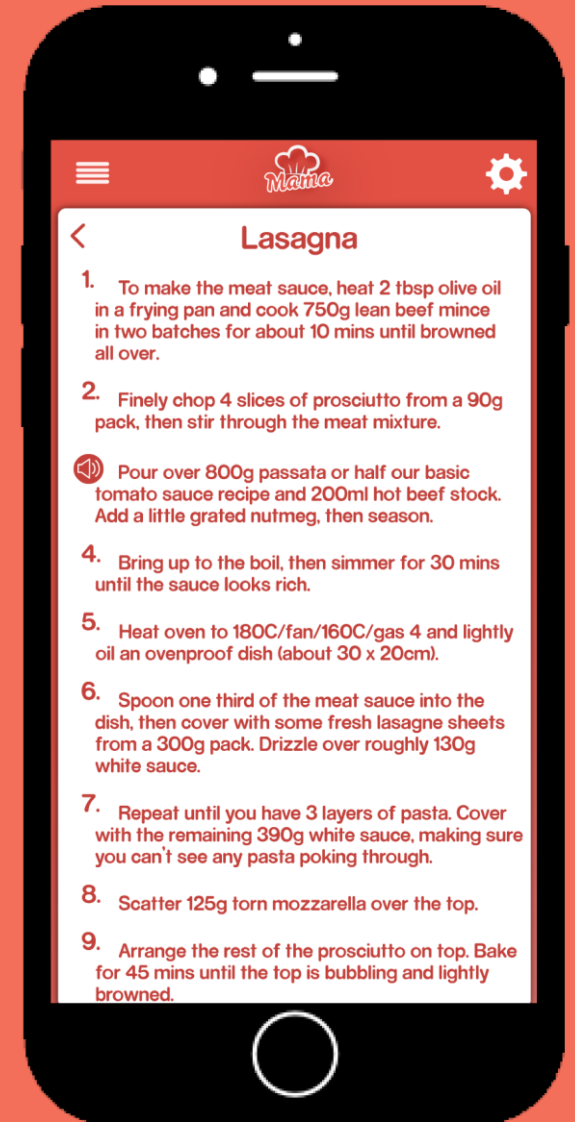 Mama
Lasagna
1. To make the meat sauce, heat 2 tbsp olive oil
in a frying pan and cook 750g lean beef mince
in two batches for about 10 mins until browned
all over.
2. Finely chop 4 slices of prosciutto from a 90g
pack, then stir through the meat mixture.
Pour over 800g passata or half our basic
tomato sauce recipe and 200ml hot beef stock.
Add a little grated nutmeg, then season.
4. Bring up to the boil, then simmer for 30 mins
until the sauce looks rich.
5. Heat oven to 180C/fan/160C/gas 4 and lightly
oil an ovenproof dish (about 30 x 20cm).
6. Spoon one third of the meat sauce into the
dish, then cover with some fresh lasagne sheets
from a 300g pack. Drizzle over roughly 130g
white sauce.
7. Repeat until you have 3 layers of pasta. Cover
with the remaining 390g white sauce, making sure
you can't see any pasta poking through.
8. Scatter 125g torn mozzarella over the top.
9. Arrange the rest of the prosciutto on top. Bake
for 45 mins until the top is bubbling and lightly
browned.